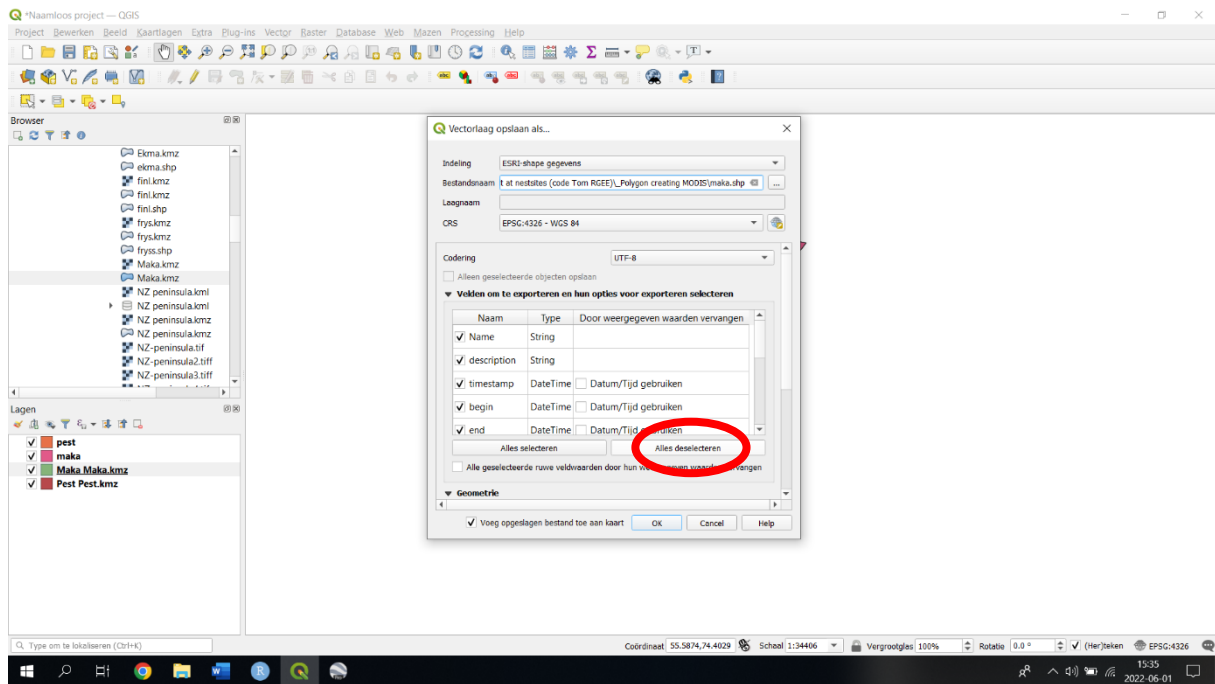 *Naamloos project — QGIS
Project Bewerken Beeld Kaartlagen Extra Plug-ins Vector Raster Database Web Mazen Processing Help
Browser
Ekma.kmz
ekma.shp
finl.kmz
finl.kmz
finl.shp
frys.kmz
frys.kmz
fryss.shp
Maka.kmz
Maka.kmz
NZ peninsula.kml
NZ peninsula.kml
NZ peninsula.kmz
NZ peninsula.kmz
NZ-peninsula.tif
NZ-peninsula2.tiff
NZ-peninsula3.tiff
Lagen
pest
maka
Maka Maka.kmz
Pest Pest.kmz
Vectorlaag opslaan als...
Indeling ESRI-shape gegevens
Bestandsnaam t at nestsites (code Tom RGEE)\_Polygon creating MODIS\maka.shp ...
Laagnaam
CRS EPSG:4326 - WGS 84
Codering UTF-8
Alleen geselecteerde objecten opslaan
Velden om te exporteren en hun opties voor exporteren selecteren
Naam Type Door weergegeven waarden vervangen
Name String
description String
timestamp DateTime Datum/Tijd gebruiken
begin DateTime Datum/Tijd gebruiken
end DateTime Datum/Tijd gebruiken
Alles selecteren Alles deselecteren
Alle geselecteerde ruwe veldwaarden door hun weergegeven waarden vervangen
Geometrie
Voeg opgeslagen bestand toe aan kaart OK Cancel Help
Type om te lokaliseren (Ctrl+K) Coördinaat 55.5874,74.4029 Schaal 1:34406 Vergrootglas 100% Rotatie 0.0 ° (Her)teken EPSG:4326
15:35
2022-06-01